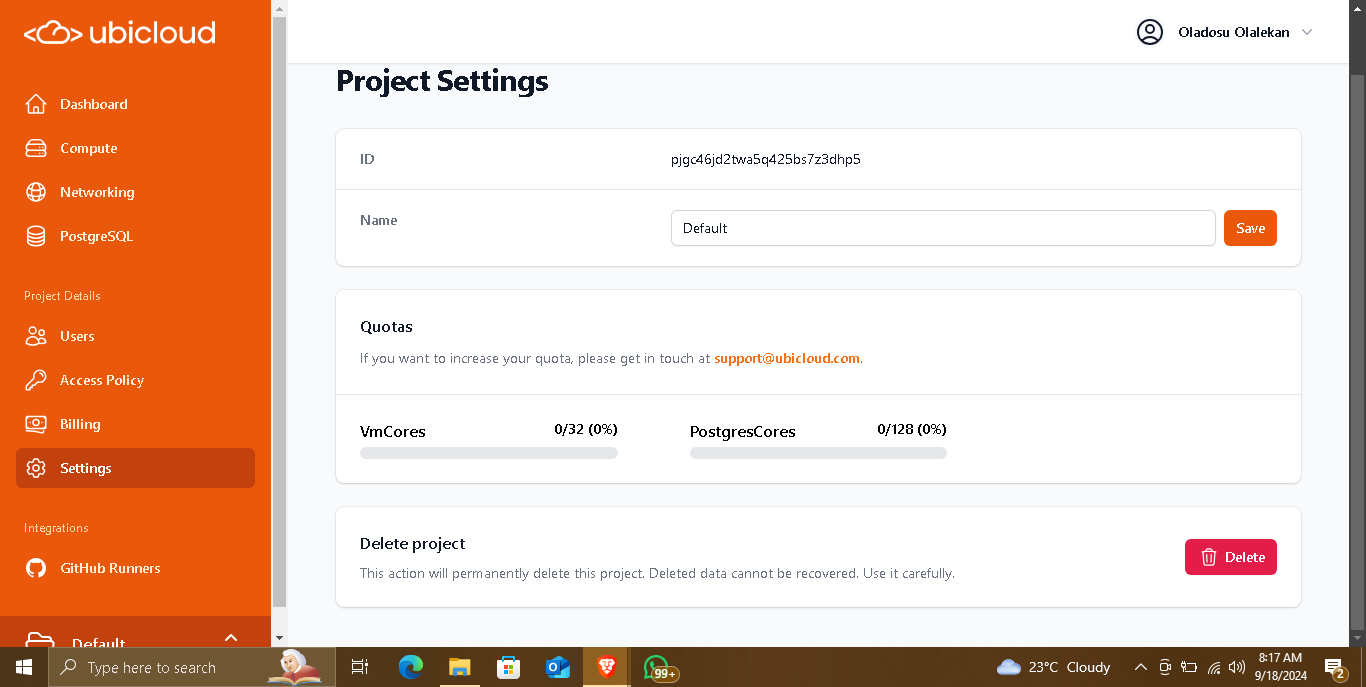 ubicloud
Oladosu Olalekan
Dashboard
Compute
Networking
PostgreSQL
Project Details
Users
Access Policy
Billing
Settings
Integrations
GitHub Runners
Default
Project Settings
ID
pjgc46jd2twa5q425bs7z3dhp5
Name
Default
Save
Quotas
If you want to increase your quota, please get in touch at support@ubicloud.com.
VmCores 0/32 (0%)
PostgresCores 0/128 (0%)
Delete project
This action will permanently delete this project. Deleted data cannot be recovered. Use it carefully.
Delete
Type here to search
99+
23°C Cloudy
8:17 AM
9/18/2024
2